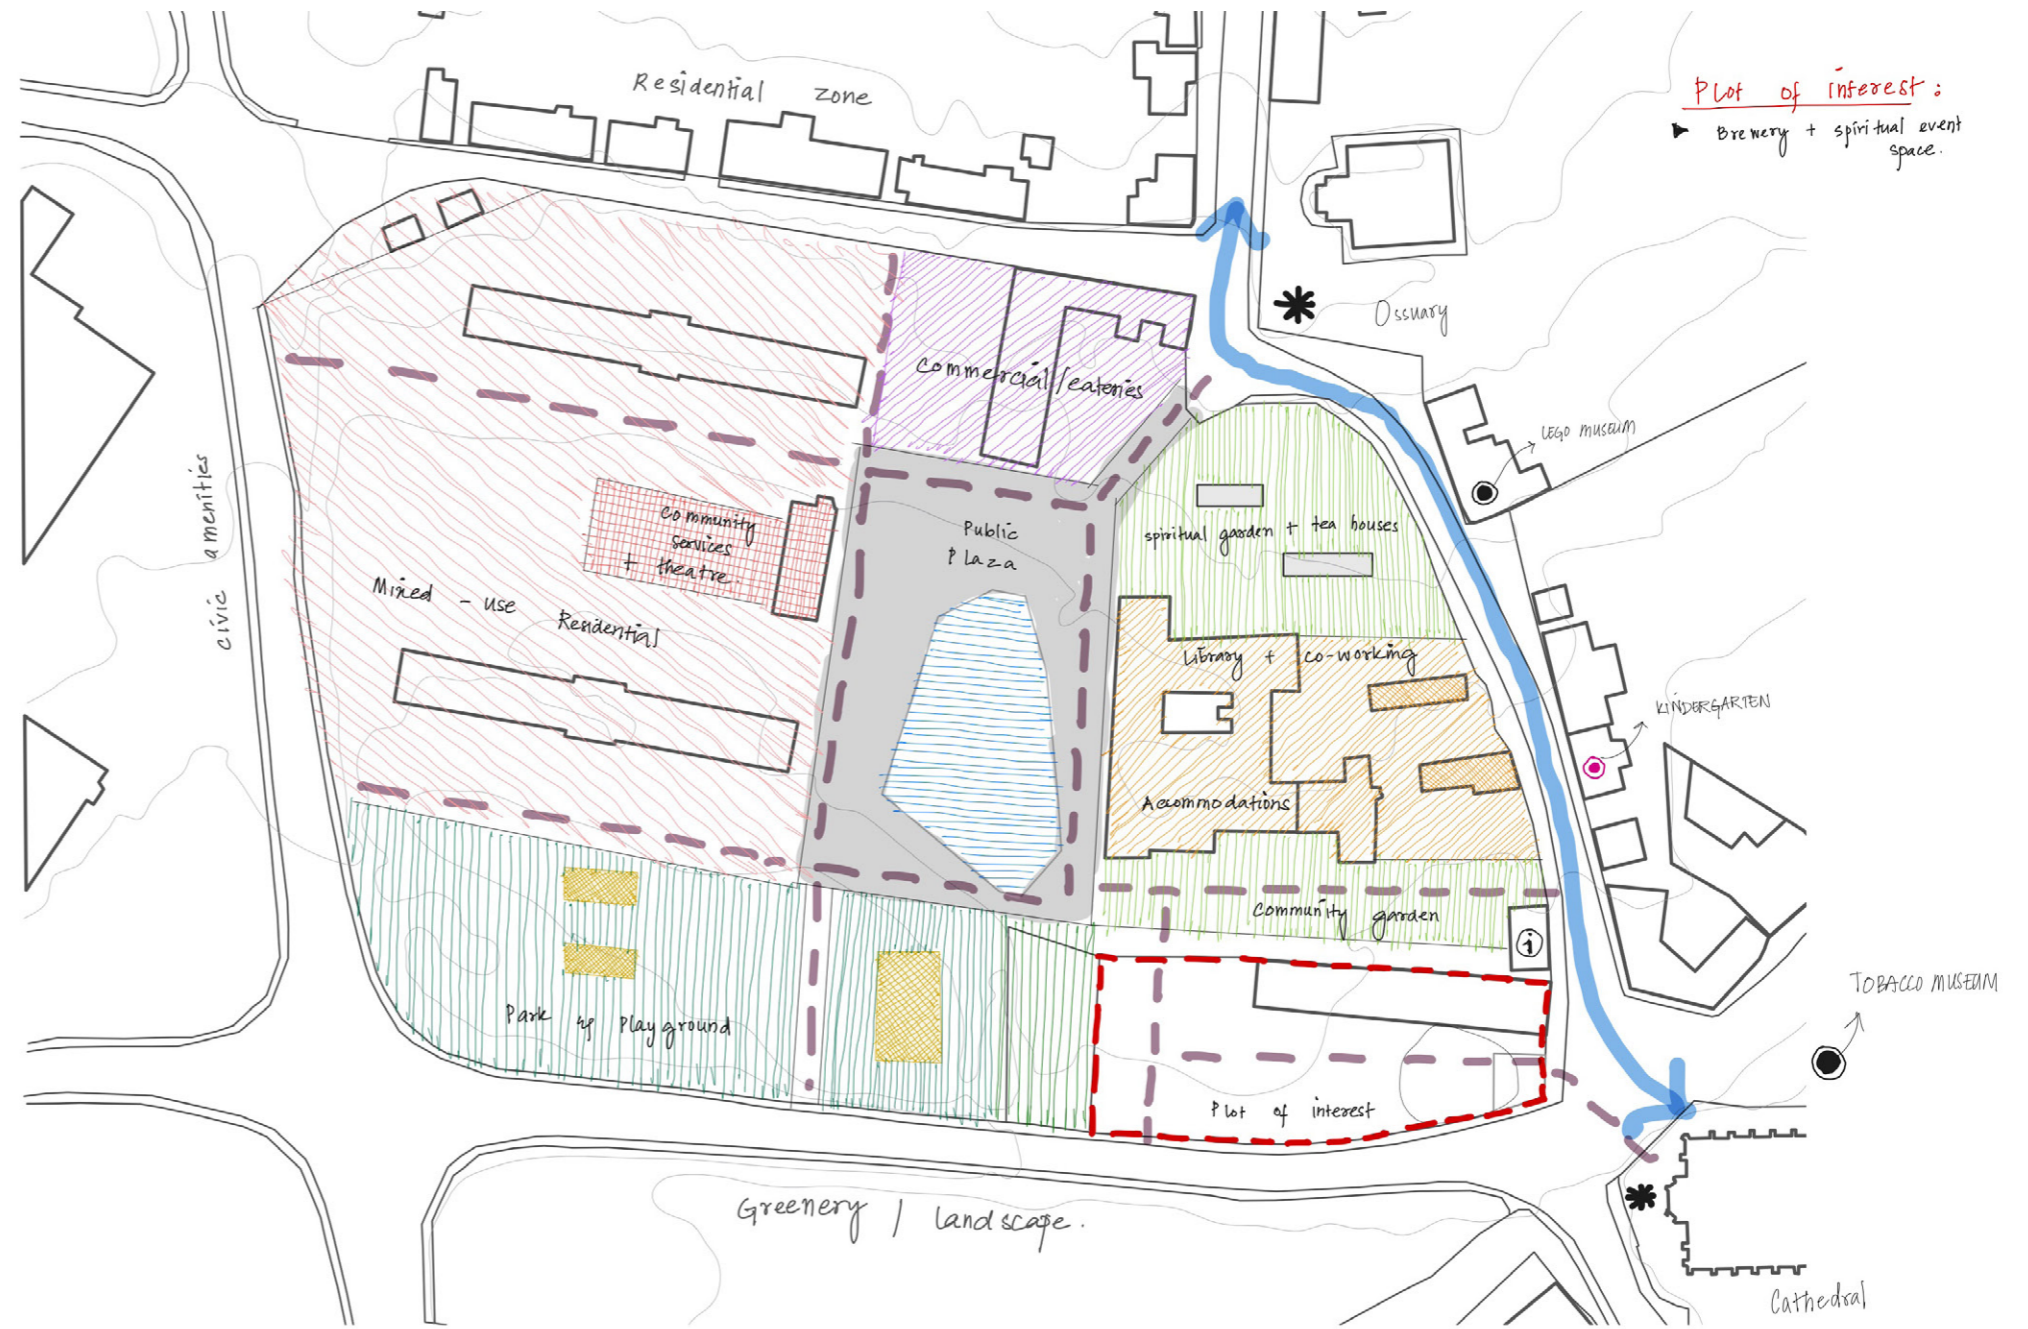 Residential zone
Plot of interest:
Brewery + spiritual event
space.
Ossuary
Commercial/eateries
LEGO MUSEUM
civic amenities
Community
services
+ theatre
Public
Plaza
spiritual garden + tea houses
Mixed - use Residential
Library + co-working
KINDERGARTEN
Accommodations
Community garden
i
TOBACCO MUSEUM
Park & Playground
Plot of interest
Greenery / landscape.
Cathedral